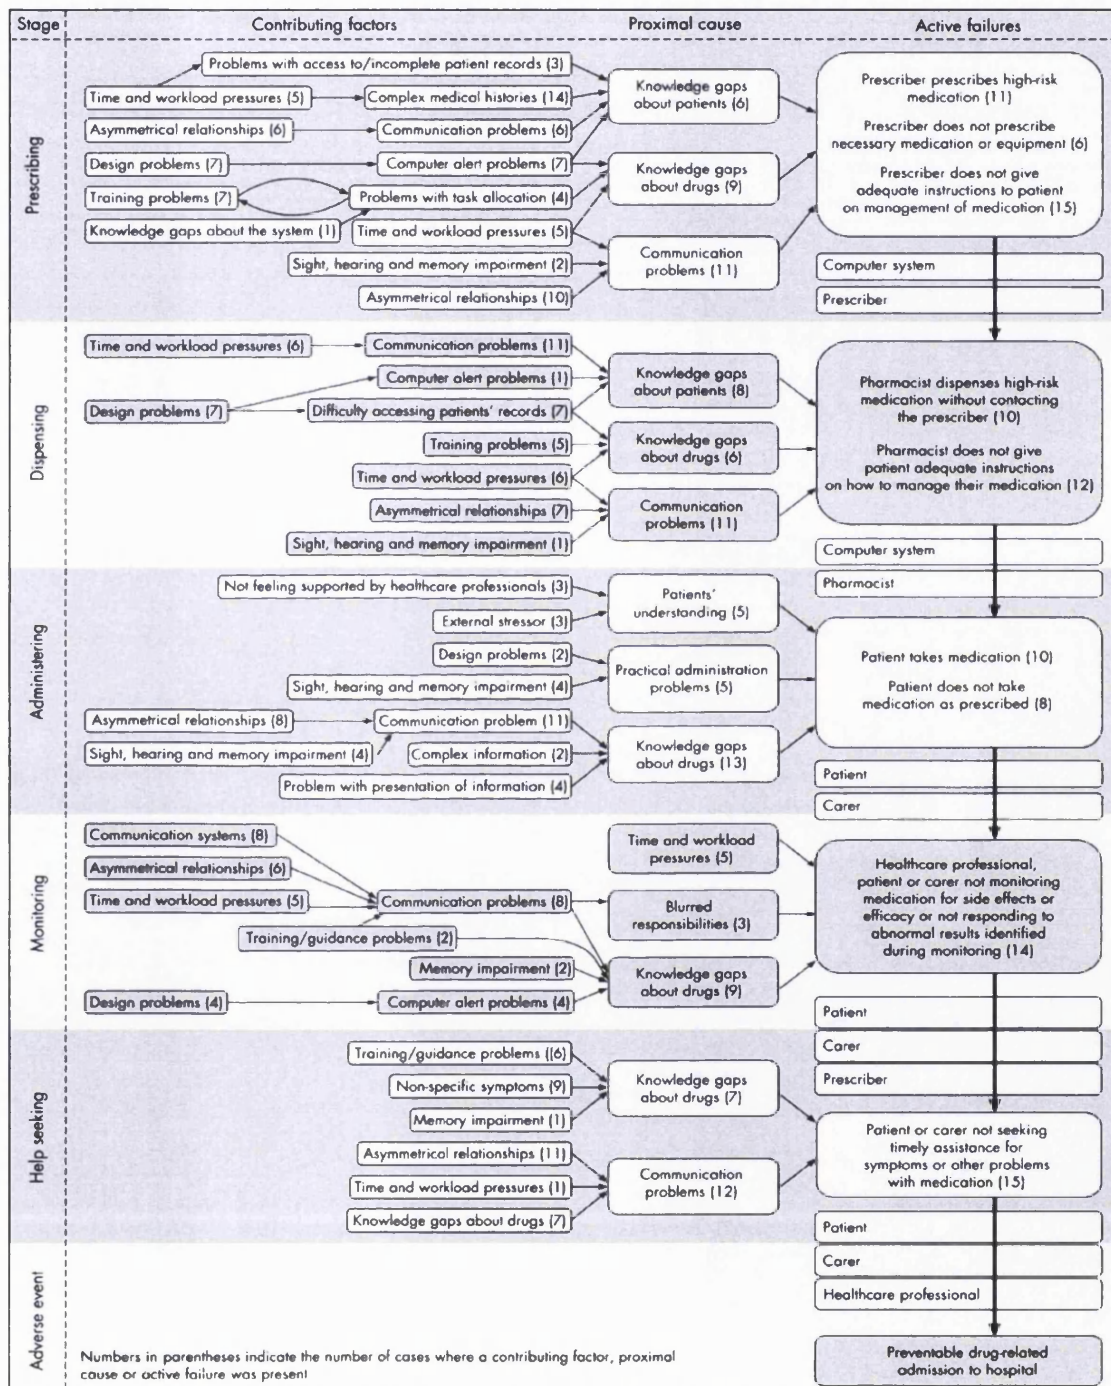 Stage
Contributing factors
Proximal cause
Active failures
Prescribing
Problems with access to/incomplete patient records (3)
Time and workload pressures (5)
Complex medical histories (14)
Asymmetrical relationships (6)
Communication problems (6)
Design problems (7)
Computer alert problems (7)
Training problems (7)
Problems with task allocation (4)
Knowledge gaps about the system (1)
Time and workload pressures (5)
Sight, hearing and memory impairment (2)
Asymmetrical relationships (10)
Knowledge gaps
about patients (6)
Knowledge gaps
about drugs (9)
Communication
problems (11)
Prescriber prescribes high-risk
medication (11)
Prescriber does not prescribe
necessary medication or equipment (6)
Prescriber does not give
adequate instructions to patient
on management of medication (15)
Computer system
Prescriber
Dispensing
Time and workload pressures (6)
Communication problems (11)
Computer alert problems (1)
Design problems (7)
Difficulty accessing patients' records (7)
Training problems (5)
Time and workload pressures (6)
Asymmetrical relationships (7)
Sight, hearing and memory impairment (1)
Knowledge gaps
about patients (8)
Knowledge gaps
about drugs (6)
Communication
problems (11)
Pharmacist dispenses high-risk
medication without contacting
the prescriber (10)
Pharmacist does not give
patient adequate instructions
on how to manage their medication (12)
Computer system
Pharmacist
Administering
Not feeling supported by healthcare professionals (3)
External stressor (3)
Design problems (2)
Sight, hearing and memory impairment (4)
Asymmetrical relationships (8)
Communication problem (11)
Sight, hearing and memory impairment (4)
Complex information (2)
Problem with presentation of information (4)
Patients'
understanding (5)
Practical administration
problems (5)
Knowledge gaps
about drugs (13)
Patient takes medication (10)
Patient does not take
medication as prescribed (8)
Patient
Carer
Monitoring
Communication systems (8)
Asymmetrical relationships (6)
Time and workload pressures (5)
Communication problems (8)
Training/guidance problems (2)
Memory impairment (2)
Design problems (4)
Computer alert problems (4)
Time and workload
pressures (5)
Blurred
responsibilities (3)
Knowledge gaps
about drugs (9)
Healthcare professional,
patient or carer not monitoring
medication for side effects or
efficacy or not responding to
abnormal results identified
during monitoring (14)
Patient
Carer
Prescriber
Help seeking
Training/guidance problems ((6)
Non-specific symptoms (9)
Memory impairment (1)
Asymmetrical relationships (11)
Time and workload pressures (1)
Knowledge gaps about drugs (7)
Knowledge gaps
about drugs (7)
Communication
problems (12)
Patient or carer not seeking
timely assistance for
symptoms or other problems
with medication (15)
Patient
Carer
Healthcare professional
Adverse event
Numbers in parentheses indicate the number of cases where a contributing factor, proximal
cause or active failure was present
Preventable drug-related
admission to hospital